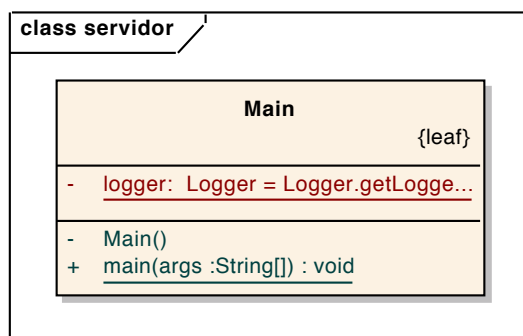 class servidor
Main
{leaf}
- logger: Logger = Logger.getLogge...
- Main()
+ main(args :String[]) : void